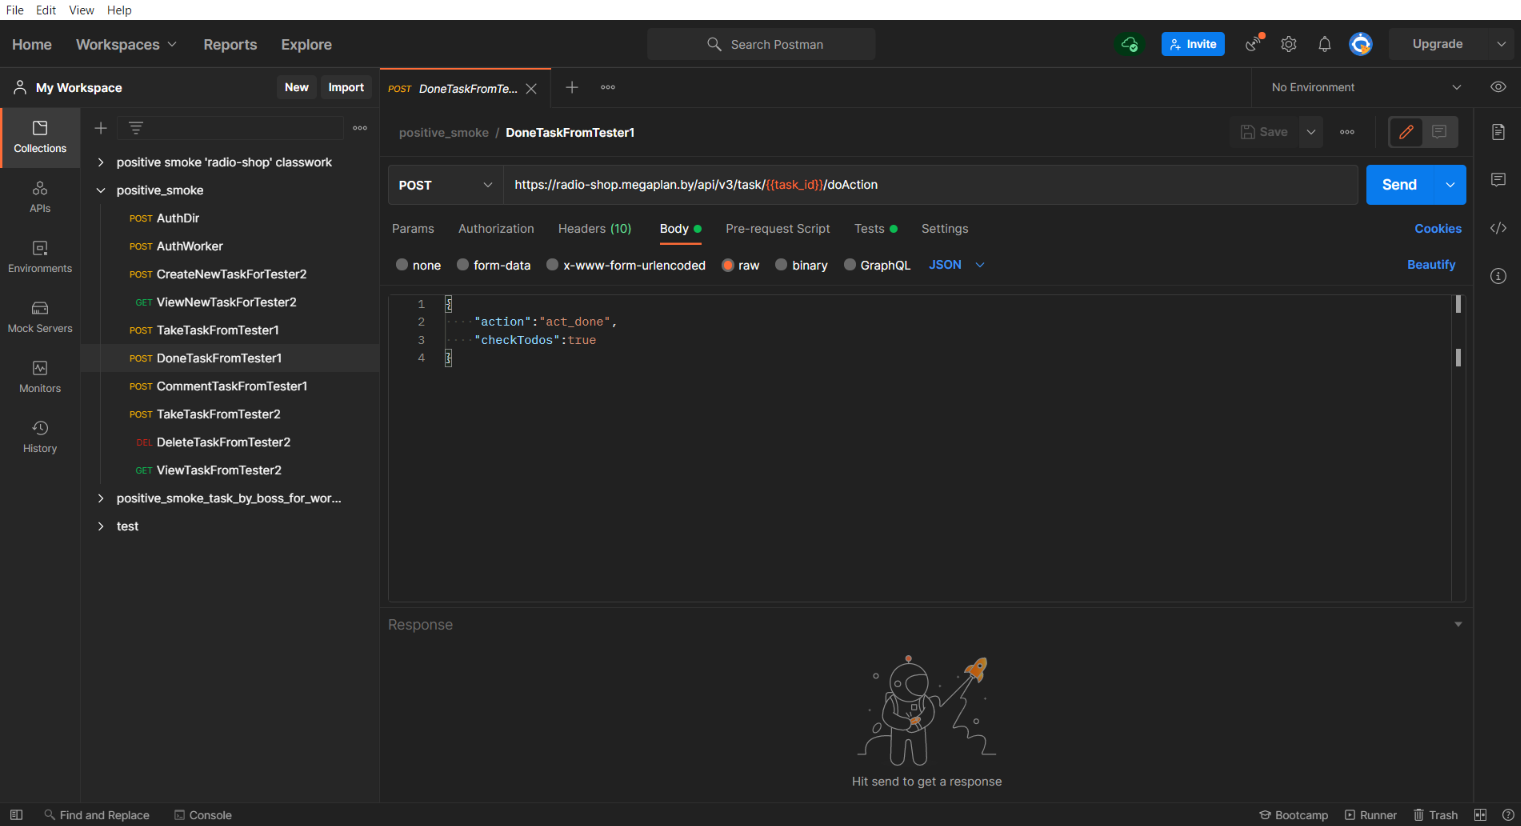 File Edit View Help
Home Workspaces Reports Explore Search Postman Invite Upgrade
My Workspace New Import POST DoneTaskFromTe... No Environment
Collections
APIs
Environments
Mock Servers
Monitors
History
positive smoke 'radio-shop' classwork
positive_smoke
POST AuthDir
POST AuthWorker
POST CreateNewTaskForTester2
GET ViewNewTaskForTester2
POST TakeTaskFromTester1
POST DoneTaskFromTester1
POST CommentTaskFromTester1
POST TakeTaskFromTester2
DEL DeleteTaskFromTester2
GET ViewTaskFromTester2
positive_smoke_task_by_boss_for_wor...
test
positive_smoke / DoneTaskFromTester1 Save
POST https://radio-shop.megaplan.by/api/v3/task/{{task_id}}/doAction Send
Params Authorization Headers (10) Body Pre-request Script Tests Settings Cookies
none form-data x-www-form-urlencoded raw binary GraphQL JSON Beautify
1 {
2 "action":"act_done",
3 "checkTodos":true
4 }
Response
Hit send to get a response
Find and Replace Console Bootcamp Runner Trash